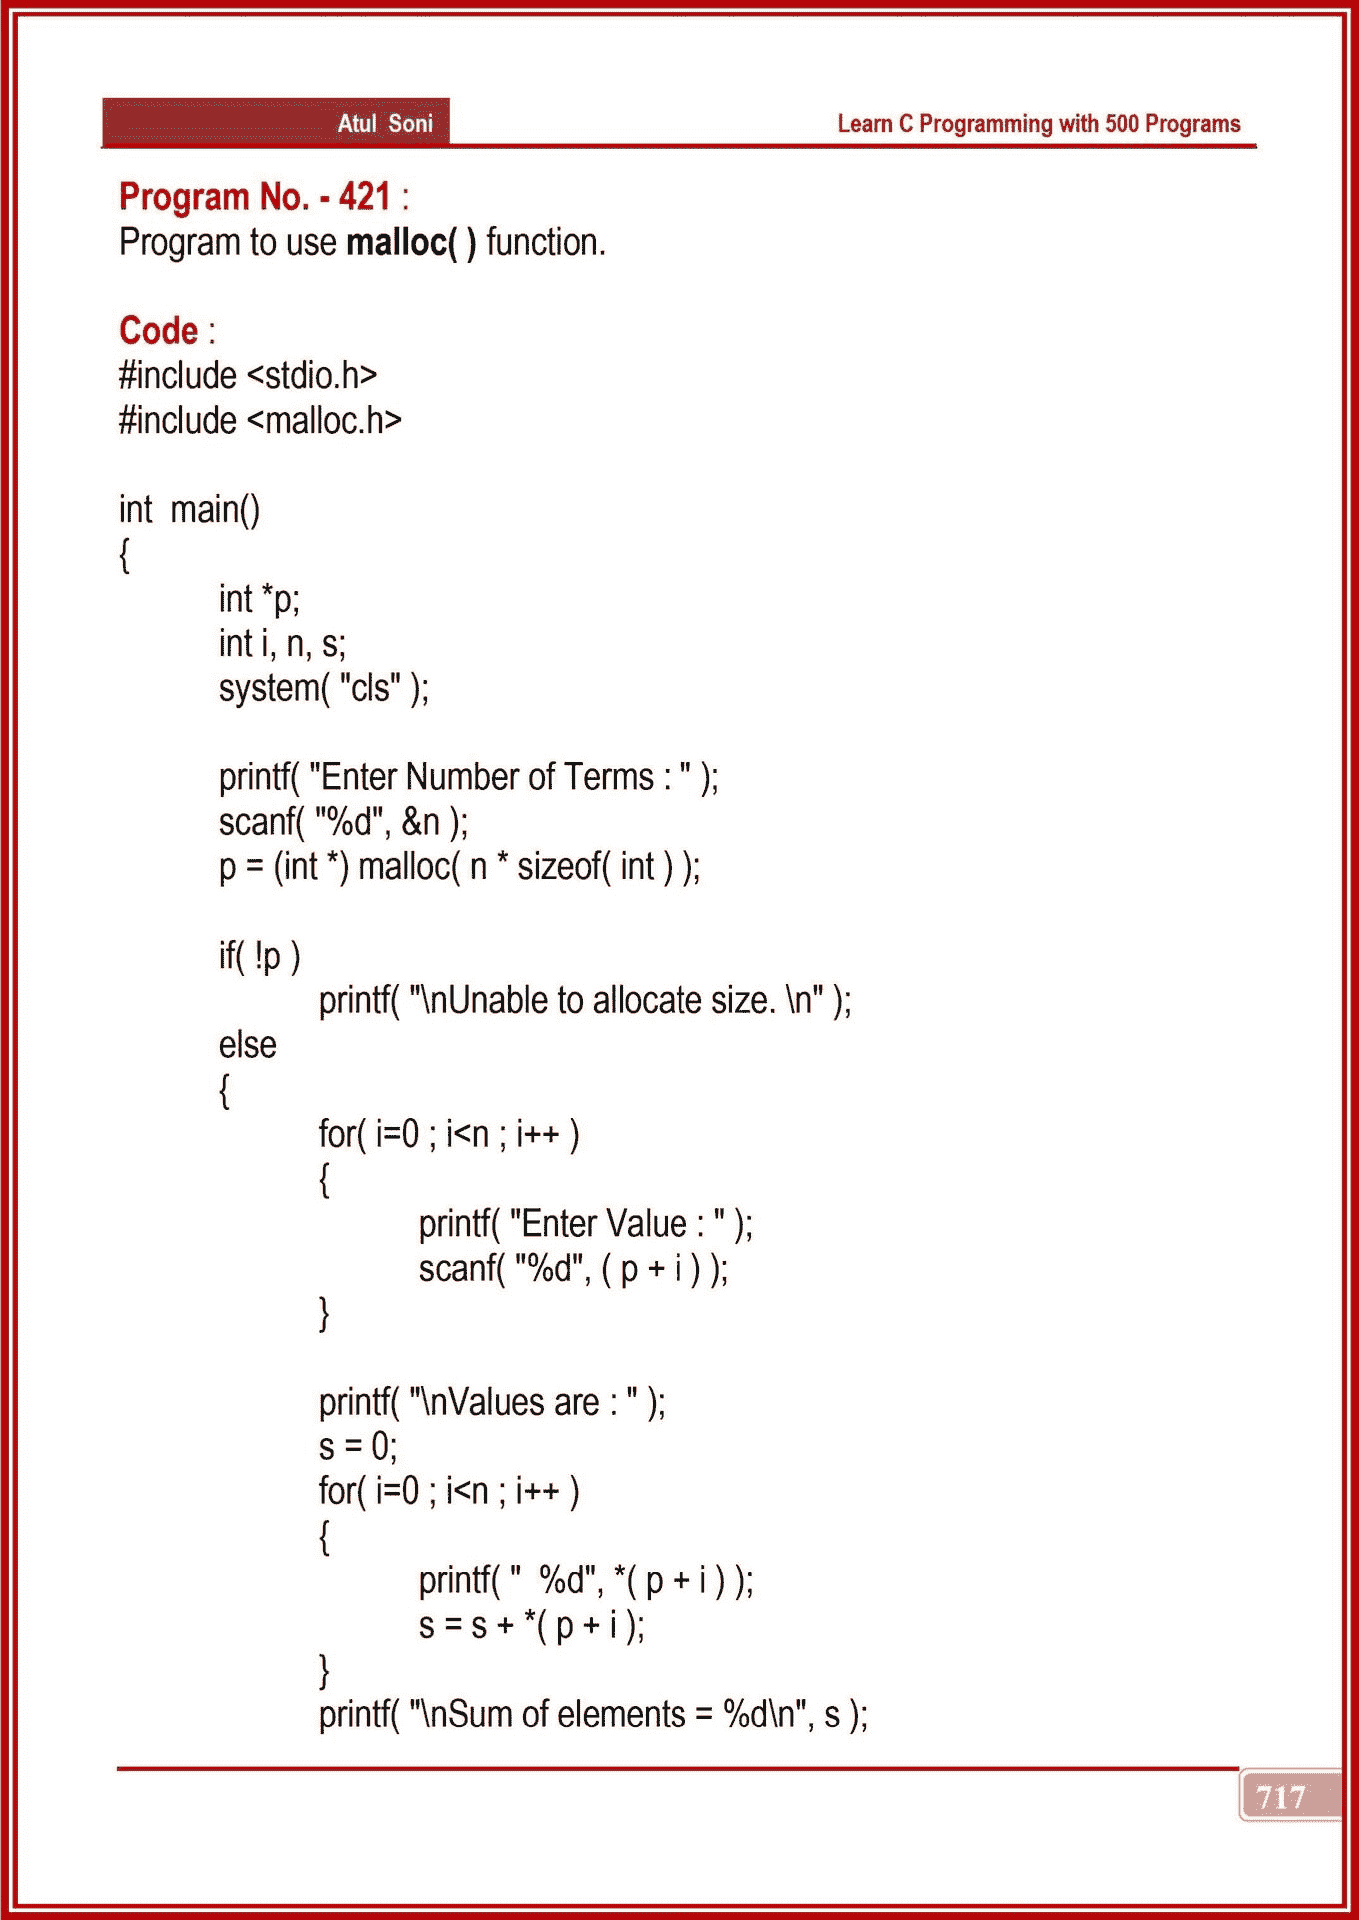 Atul  Soni
Learn C Programming with 500 Programs
Program No. - 421 :
Program to use malloc( ) function.
Code :
#include <stdio.h>
#include <malloc.h>
int  main()
{
int *p;
int i, n, s;
system( "cls" );
printf( "Enter Number of Terms : " );
scanf( "%d", &n );
p = (int *) malloc( n * sizeof( int ) );
if( !p )
printf( "\nUnable to allocate size. \n" );
else
{
for( i=0 ; i<n ; i++ )
{
printf( "Enter Value : " );
scanf( "%d", ( p + i ) );
}
printf( "\nValues are : " );
s = 0;
for( i=0 ; i<n ; i++ )
{
printf( "  %d", *( p + i ) );
s = s + *( p + i );
}
printf( "\nSum of elements = %d\n", s );
717